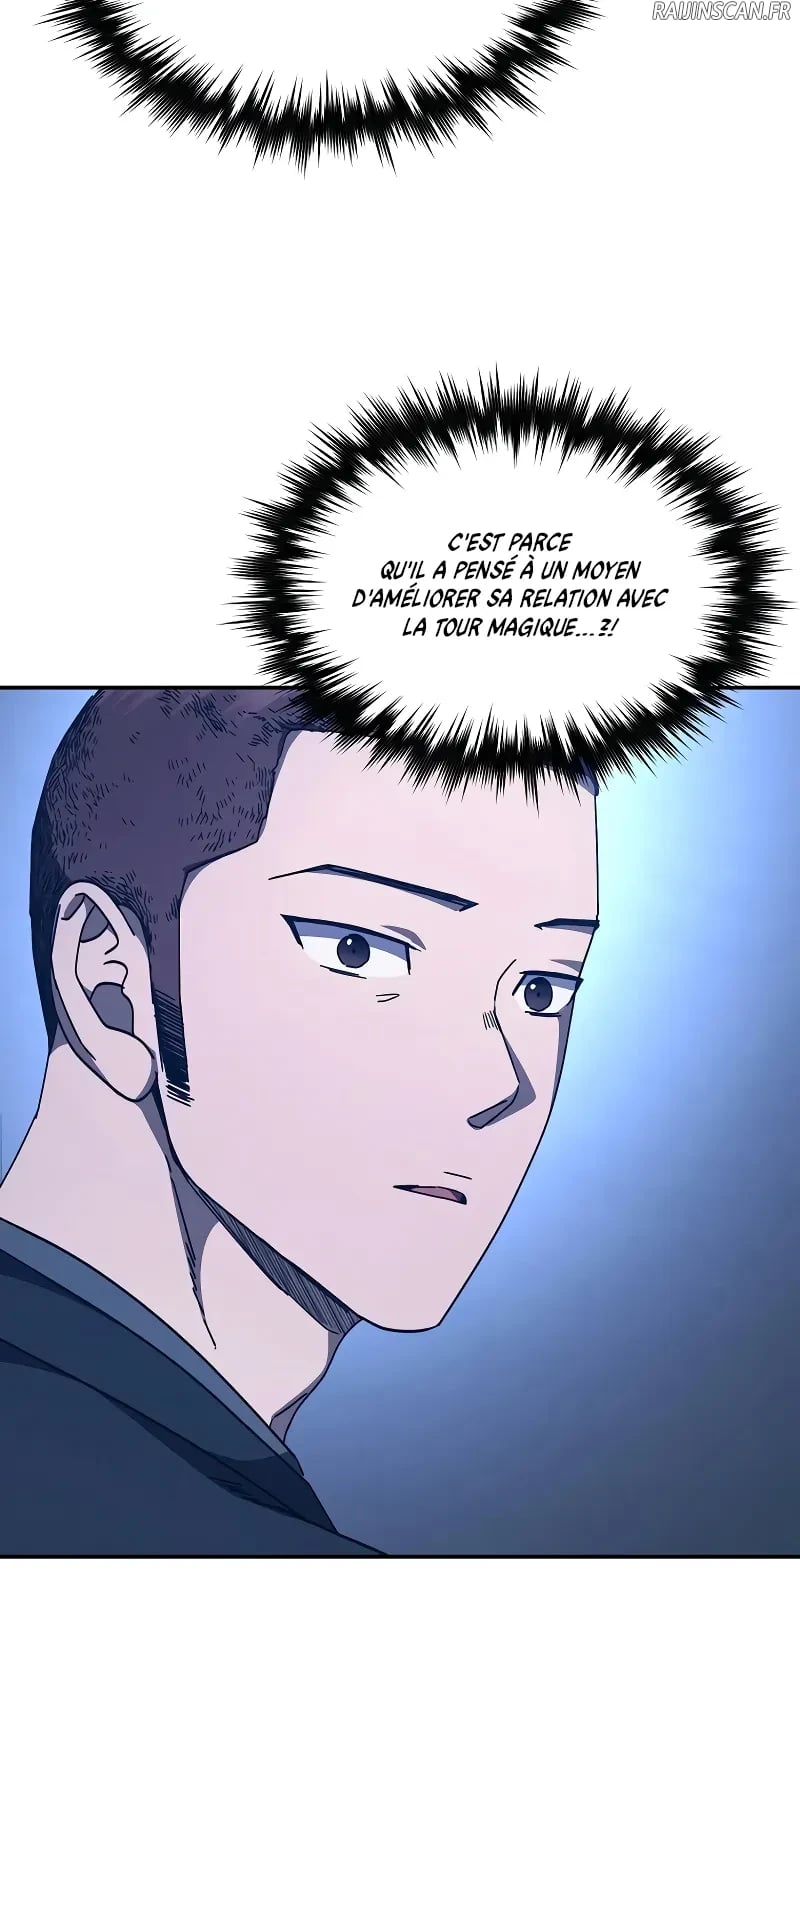 RAIJINSCAN.FR
C'EST PARCE
QU'IL A PENSÉ À UN MOYEN
D'AMÉLIORER SA RELATION AVEC
LA TOUR MAGIQUE...?!